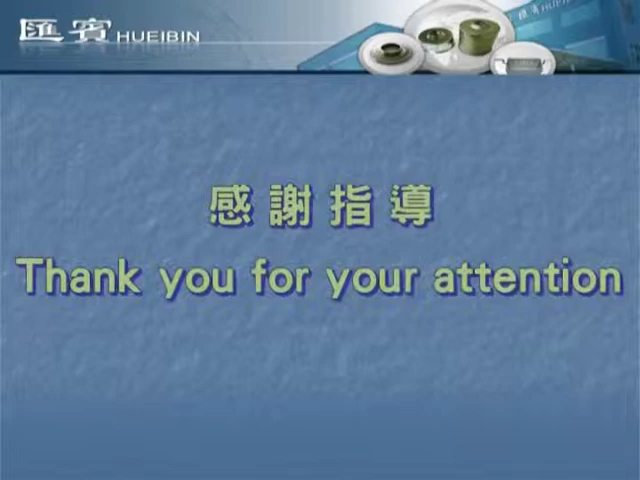 匯賓 HUEIBIN
感謝指導
Thank you for your attention